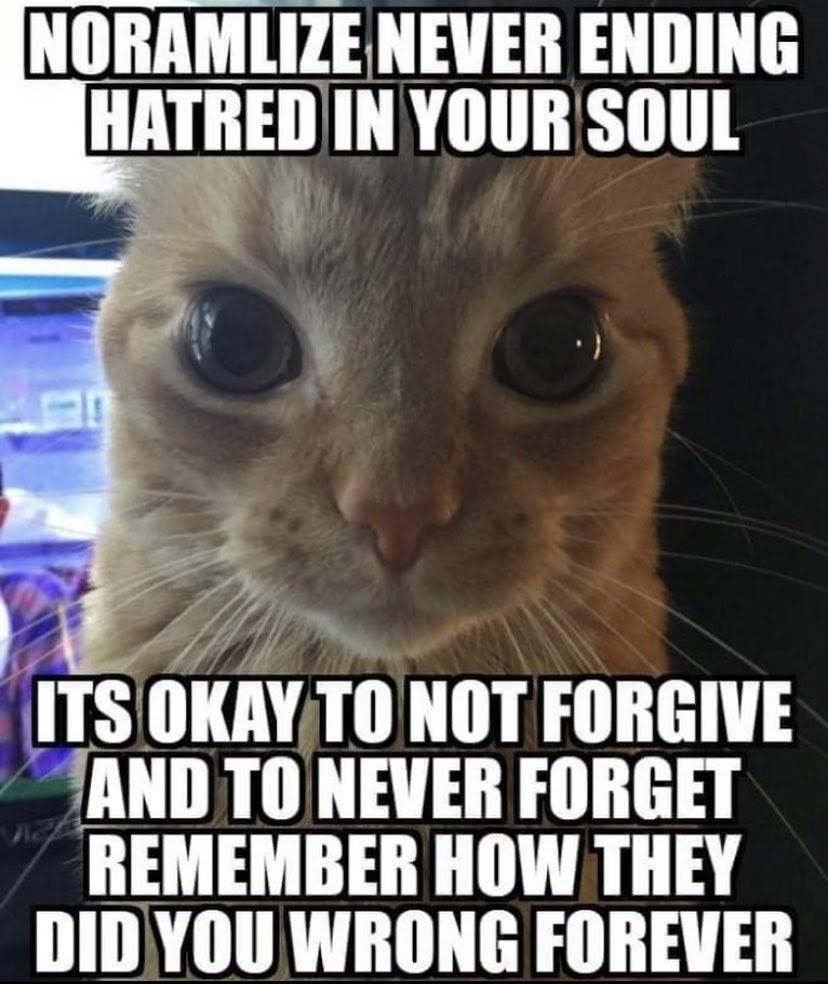 NORAMLIZE NEVER ENDING
HATRED IN YOUR SOUL
ITS OKAY TO NOT FORGIVE
AND TO NEVER FORGET
REMEMBER HOW THEY
DID YOU WRONG FOREVER